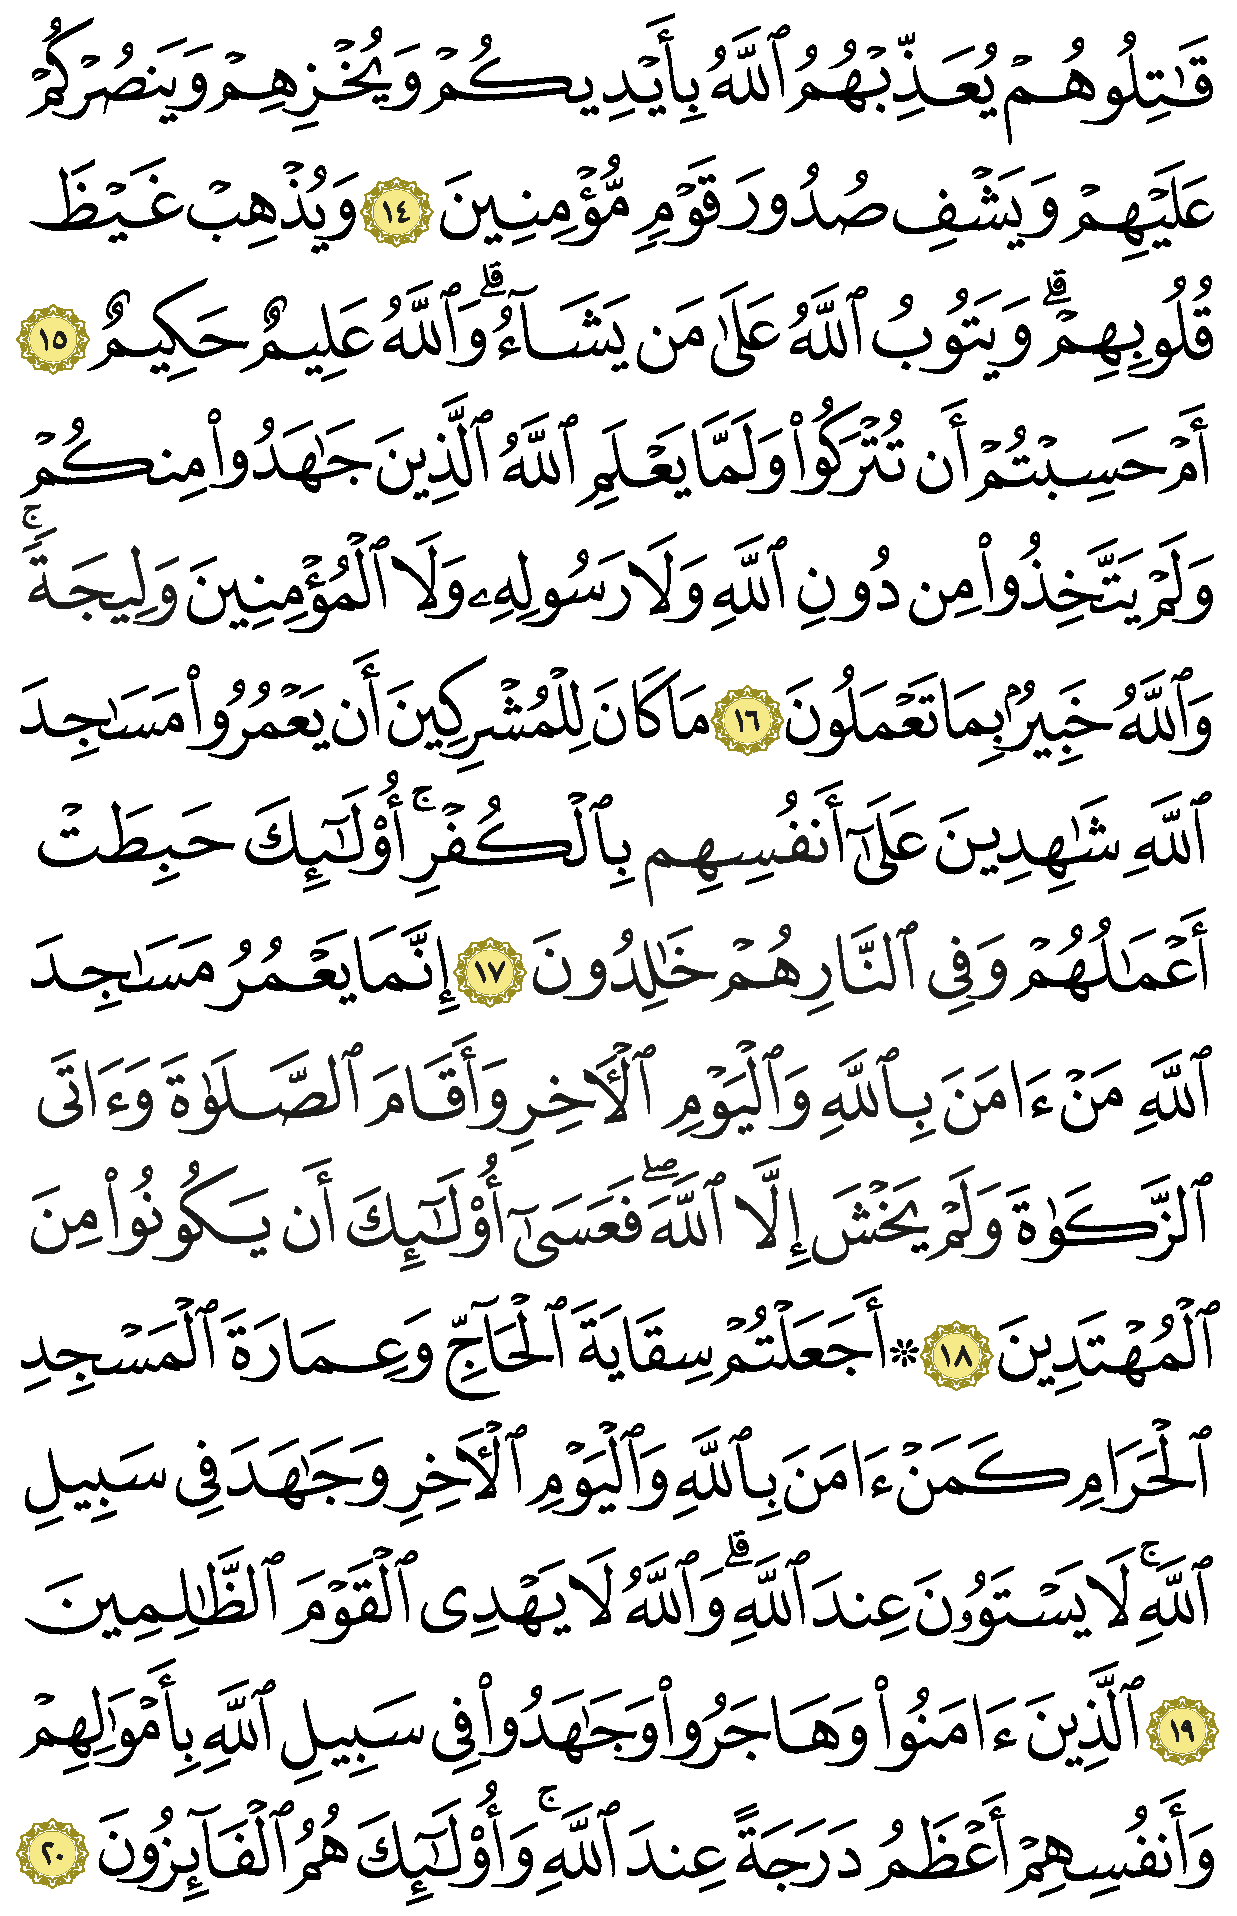 قَٰتِلُوهُمۡ يُعَذِّبۡهُمُ ٱللَّهُ بِأَيۡدِيكُمۡ وَيُخۡزِهِمۡ وَيَنصُرۡكُمۡ
عَلَيۡهِمۡ وَيَشۡفِ صُدُورَ قَوۡمٖ مُّؤۡمِنِينَ ١٤ وَيُذۡهِبۡ غَيۡظَ
قُلُوبِهِمۡۗ وَيَتُوبُ ٱللَّهُ عَلَىٰ مَن يَشَآءُۗ وَٱللَّهُ عَلِيمٌ حَكِيمٌ ١٥
أَمۡ حَسِبۡتُمۡ أَن تُتۡرَكُواْ وَلَمَّا يَعۡلَمِ ٱللَّهُ ٱلَّذِينَ جَٰهَدُواْ مِنكُمۡ
وَلَمۡ يَتَّخِذُواْ مِن دُونِ ٱللَّهِ وَلَا رَسُولِهِۦ وَلَا ٱلۡمُؤۡمِنِينَ وَلِيجَةٗۚ
وَٱللَّهُ خَبِيرُۢ بِمَا تَعۡمَلُونَ ١٦ مَا كَانَ لِلۡمُشۡرِكِينَ أَن يَعۡمُرُواْ مَسَٰجِدَ
ٱللَّهِ شَٰهِدِينَ عَلَىٰٓ أَنفُسِهِم بِٱلۡكُفۡرِۚ أُوْلَٰٓئِكَ حَبِطَتۡ
أَعۡمَٰلُهُمۡ وَفِي ٱلنَّارِ هُمۡ خَٰلِدُونَ ١٧ إِنَّمَا يَعۡمُرُ مَسَٰجِدَ
ٱللَّهِ مَنۡ ءَامَنَ بِٱللَّهِ وَٱلۡيَوۡمِ ٱلۡأٓخِرِ وَأَقَامَ ٱلصَّلَوٰةَ وَءَاتَى
ٱلزَّكَوٰةَ وَلَمۡ يَخۡشَ إِلَّا ٱللَّهَۖ فَعَسَىٰٓ أُوْلَٰٓئِكَ أَن يَكُونُواْ مِنَ
ٱلۡمُهۡتَدِينَ ١٨ ۞ أَجَعَلۡتُمۡ سِقَايَةَ ٱلۡحَآجِّ وَعِمَارَةَ ٱلۡمَسۡجِدِ
ٱلۡحَرَامِ كَمَنۡ ءَامَنَ بِٱللَّهِ وَٱلۡيَوۡمِ ٱلۡأٓخِرِ وَجَٰهَدَ فِي سَبِيلِ
ٱللَّهِۚ لَا يَسۡتَوُۥنَ عِندَ ٱللَّهِۗ وَٱللَّهُ لَا يَهۡدِي ٱلۡقَوۡمَ ٱلظَّٰلِمِينَ
١٩ ٱلَّذِينَ ءَامَنُواْ وَهَاجَرُواْ وَجَٰهَدُواْ فِي سَبِيلِ ٱللَّهِ بِأَمۡوَٰلِهِمۡ
وَأَنفُسِهِمۡ أَعۡظَمُ دَرَجَةً عِندَ ٱللَّهِۚ وَأُوْلَٰٓئِكَ هُمُ ٱلۡفَآئِزُونَ ٢٠